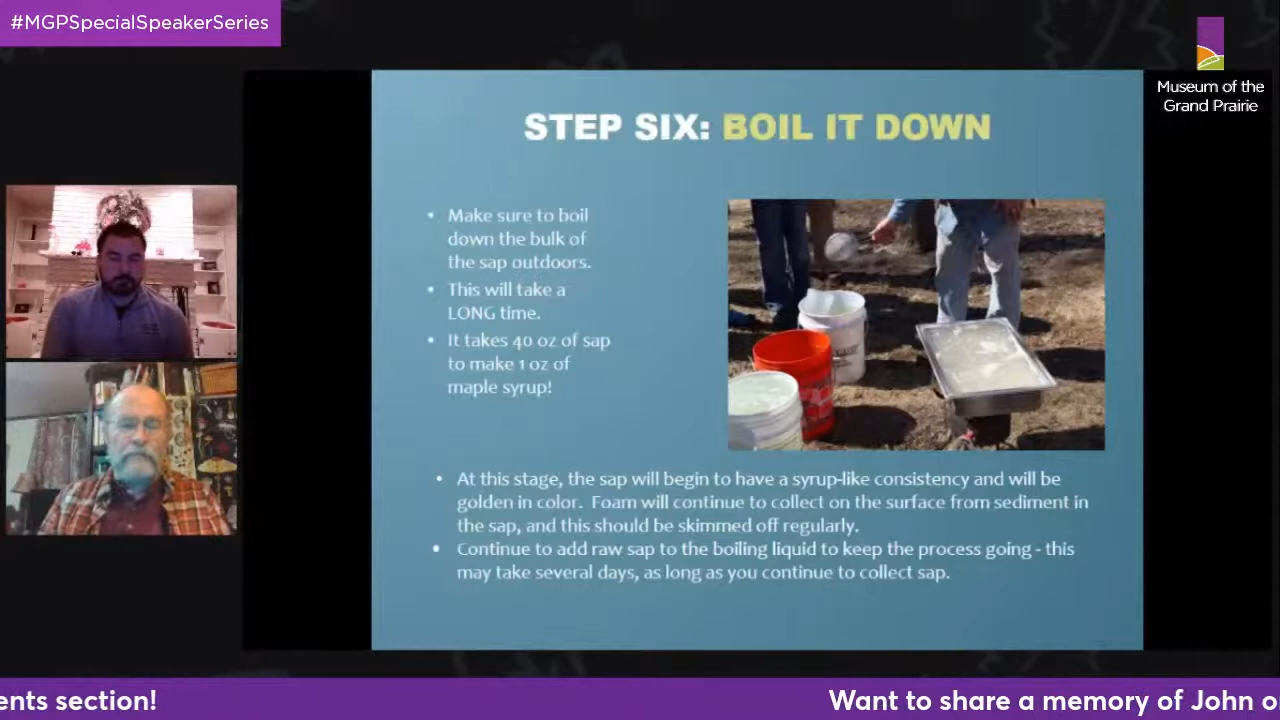 #MGPSpecialSpeakerSeries
Museum of the
Grand Prairie
STEP SIX: BOIL IT DOWN
• Make sure to boil
down the bulk of
the sap outdoors.
• This will take a
LONG time.
• It takes 40 oz of sap
to make 1 oz of
maple syrup!
• At this stage, the sap will begin to have a syrup-like consistency and will be
golden in color. Foam will continue to collect on the surface from sediment in
the sap, and this should be skimmed off regularly.
• Continue to add raw sap to the boiling liquid to keep the process going - this
may take several days, as long as you continue to collect sap.
ents section!
Want to share a memory of John o